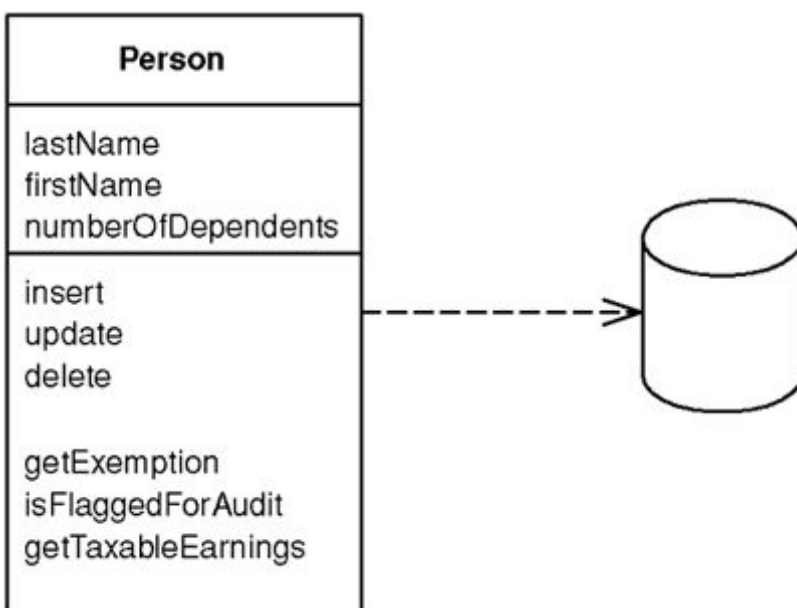 Person
lastName
firstName
numberOfDependents
insert
update
delete
getExemption
isFlaggedForAudit
getTaxableEarnings